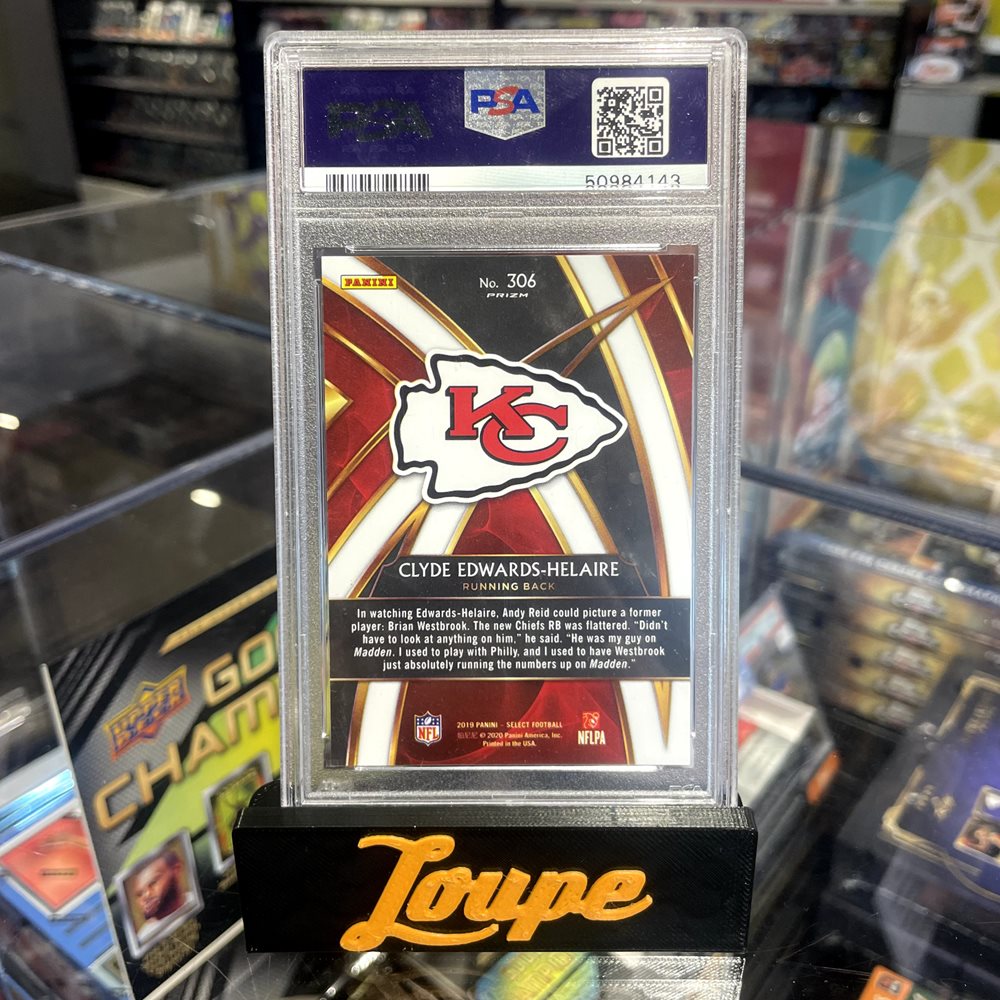 PSA
PSA
50984143
PANINI
No. 306
PRIZM
KC
CLYDE EDWARDS-HELAIRE
RUNNING BACK
In watching Edwards-Helaire, Andy Reid could picture a former
player: Brian Westbrook. The new Chiefs RB was flattered. “Didn’t
have to look at anything on him,” he said. “He was my guy on
Madden. I used to play with Philly, and I used to have Westbrook
just absolutely running the numbers up on Madden.”
NFL
2019 PANINI - SELECT FOOTBALL
© 2020 Panini America, Inc.
Printed in the USA.
NFLPA
UPPER DECK
GO
CHAM
Loupe